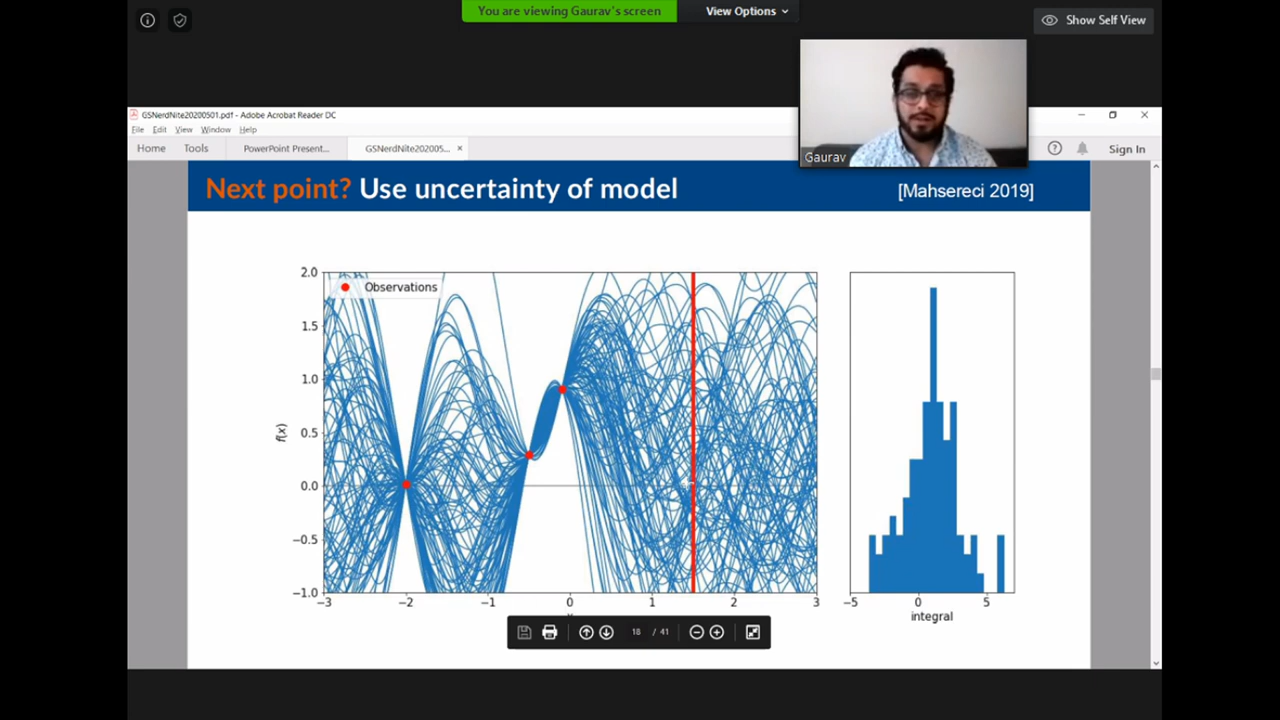 You are viewing Gaurav's screen
View Options
Show Self View
GSNerdNite20200501.pdf - Adobe Acrobat Reader DC
File Edit View Window Help
Home Tools PowerPoint Present... GSNerdNite202005... × Sign In
Gaurav
Next point? Use uncertainty of model [Mahsereci 2019]
Observations
2.0
1.5
1.0
0.5
0.0
−0.5
−1.0
f(x)
−3 −2 −1 0 1 2 3
−5 0 5
integral
18 / 41